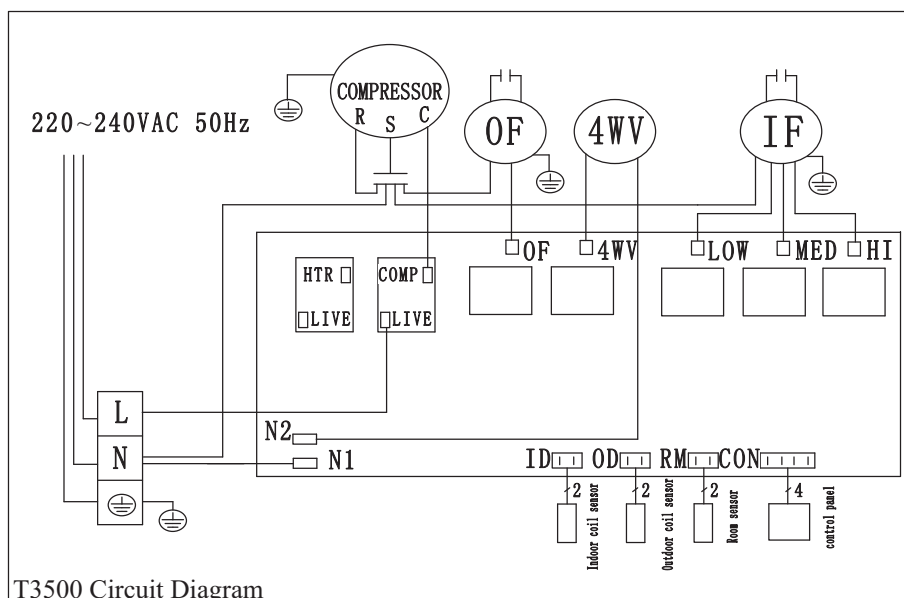 COMPRESSOR
R S C
OF
4WV
IF
220~240VAC 50Hz
OF
4WV
LOW
MED
HI
HTR
COMP
LIVE
LIVE
L
N
N2
N1
ID
OD
RM
CON
2
2
2
4
Indoor coil sensor
Outdoor coil sensor
Room sensor
control panel
T3500 Circuit Diagram